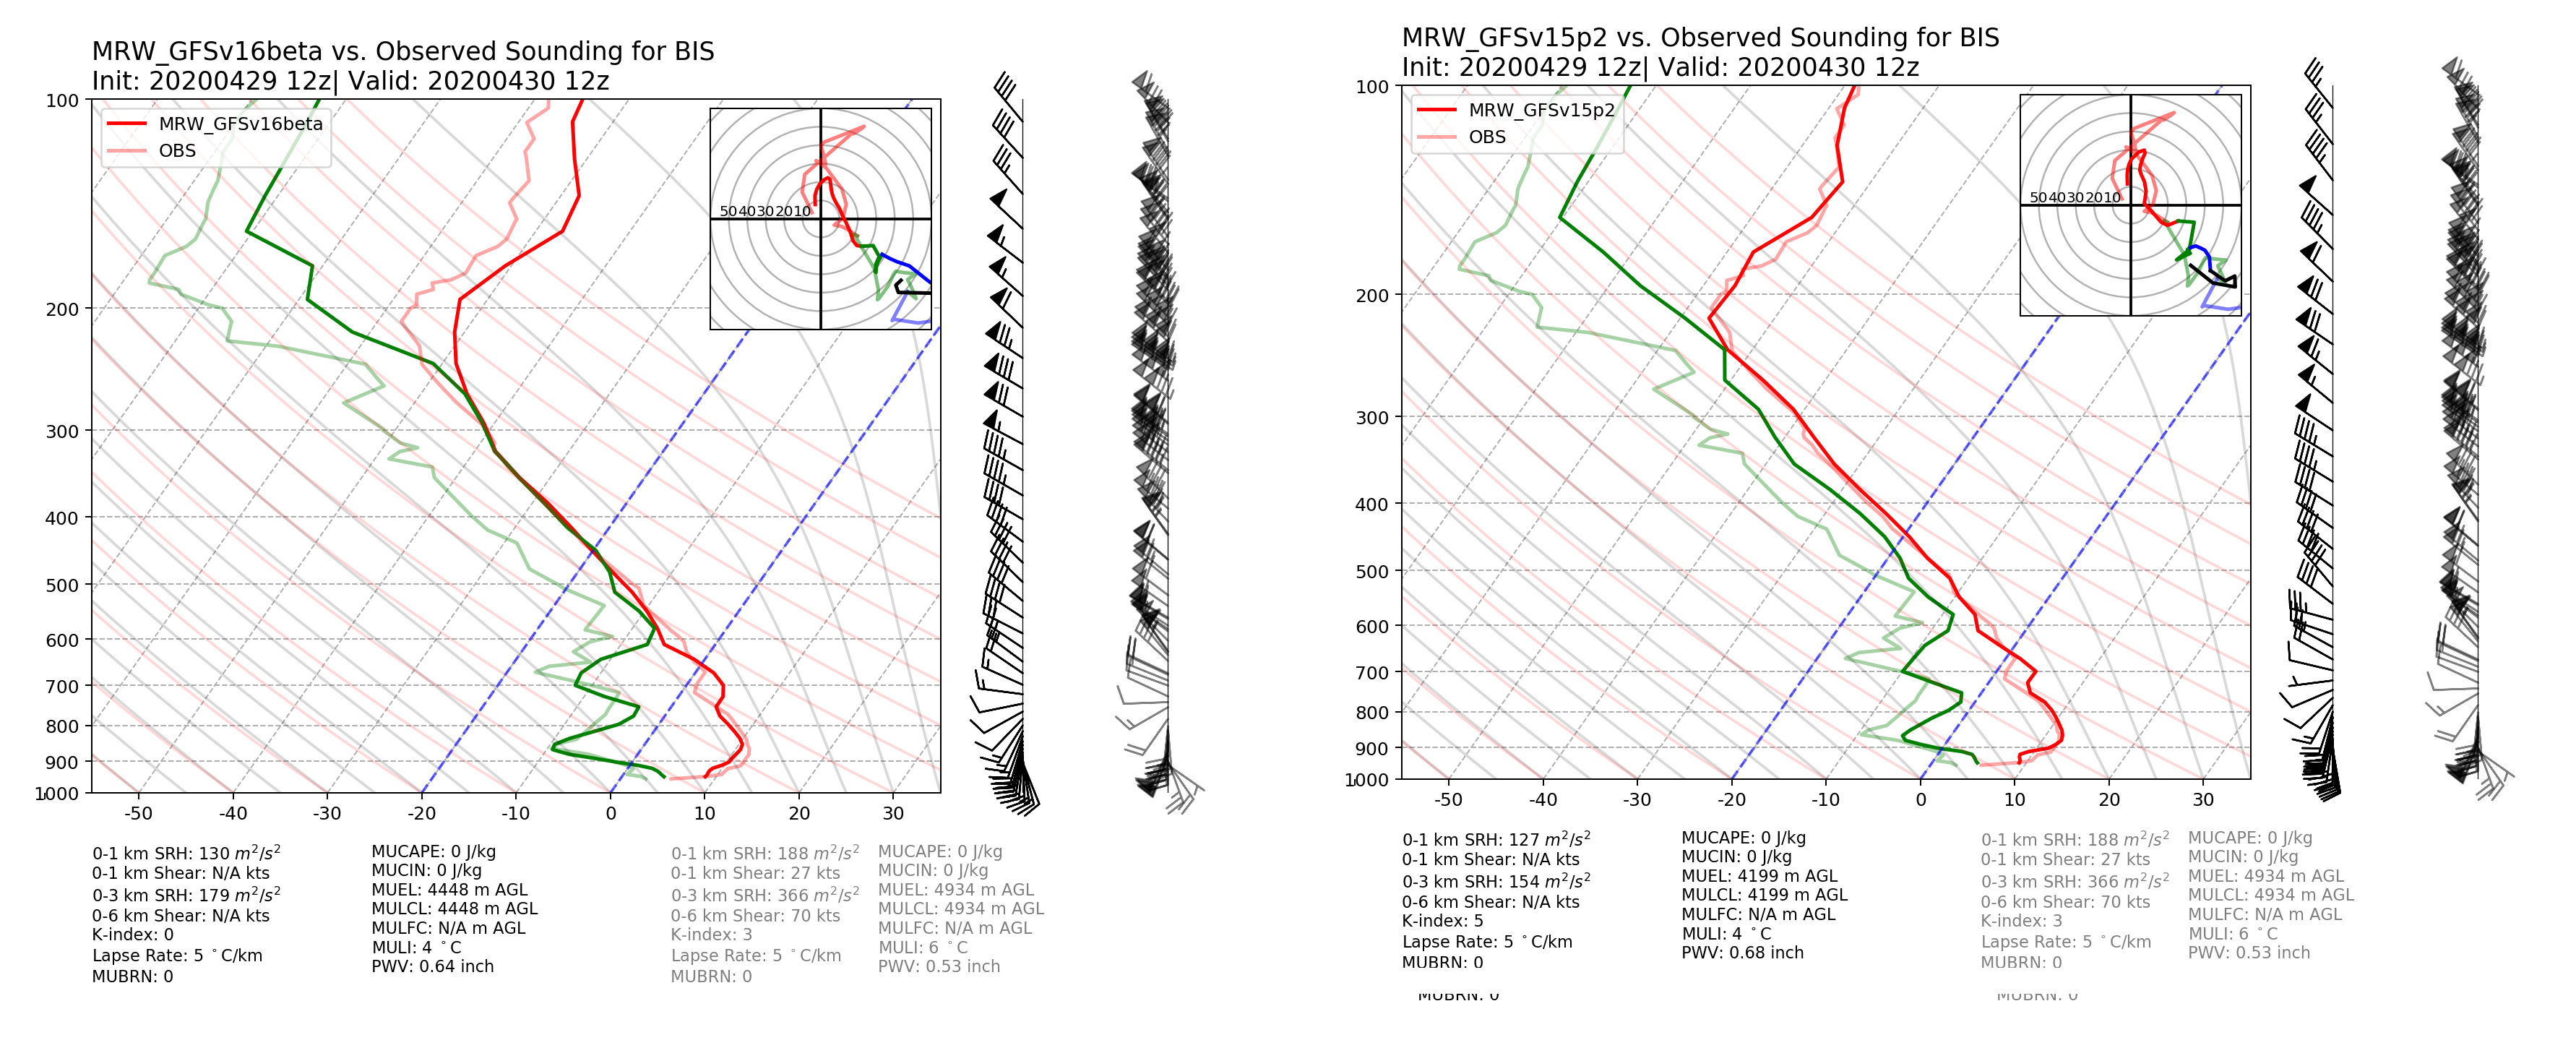 MRW_GFSv16beta vs. Observed Sounding for BIS
Init: 20200429 12z| Valid: 20200430 12z
MRW_GFSv16beta
OBS
5040302010
100
200
300
400
500
600
700
800
900
1000
-50 -40 -30 -20 -10 0 10 20 30
0-1 km SRH: 130 m²/s²
0-1 km Shear: N/A kts
0-3 km SRH: 179 m²/s²
0-6 km Shear: N/A kts
K-index: 0
Lapse Rate: 5 °C/km
MUBRN: 0
MUCAPE: 0 J/kg
MUCIN: 0 J/kg
MUEL: 4448 m AGL
MULCL: 4448 m AGL
MULFC: N/A m AGL
MULI: 4 °C
PWV: 0.64 inch
0-1 km SRH: 188 m²/s²
0-1 km Shear: 27 kts
0-3 km SRH: 366 m²/s²
0-6 km Shear: 70 kts
K-index: 3
Lapse Rate: 5 °C/km
MUBRN: 0
MUCAPE: 0 J/kg
MUCIN: 0 J/kg
MUEL: 4934 m AGL
MULCL: 4934 m AGL
MULFC: N/A m AGL
MULI: 6 °C
PWV: 0.53 inch
MRW_GFSv15p2 vs. Observed Sounding for BIS
Init: 20200429 12z| Valid: 20200430 12z
MRW_GFSv15p2
OBS
5040302010
100
200
300
400
500
600
700
800
900
1000
-50 -40 -30 -20 -10 0 10 20 30
0-1 km SRH: 127 m²/s²
0-1 km Shear: N/A kts
0-3 km SRH: 154 m²/s²
0-6 km Shear: N/A kts
K-index: 5
Lapse Rate: 5 °C/km
MUBRN: 0
MUCAPE: 0 J/kg
MUCIN: 0 J/kg
MUEL: 4199 m AGL
MULCL: 4199 m AGL
MULFC: N/A m AGL
MULI: 4 °C
PWV: 0.68 inch
0-1 km SRH: 188 m²/s²
0-1 km Shear: 27 kts
0-3 km SRH: 366 m²/s²
0-6 km Shear: 70 kts
K-index: 3
Lapse Rate: 5 °C/km
MUBRN: 0
MUCAPE: 0 J/kg
MUCIN: 0 J/kg
MUEL: 4934 m AGL
MULCL: 4934 m AGL
MULFC: N/A m AGL
MULI: 6 °C
PWV: 0.53 inch
MUBRN: 0
MUBRN: 0